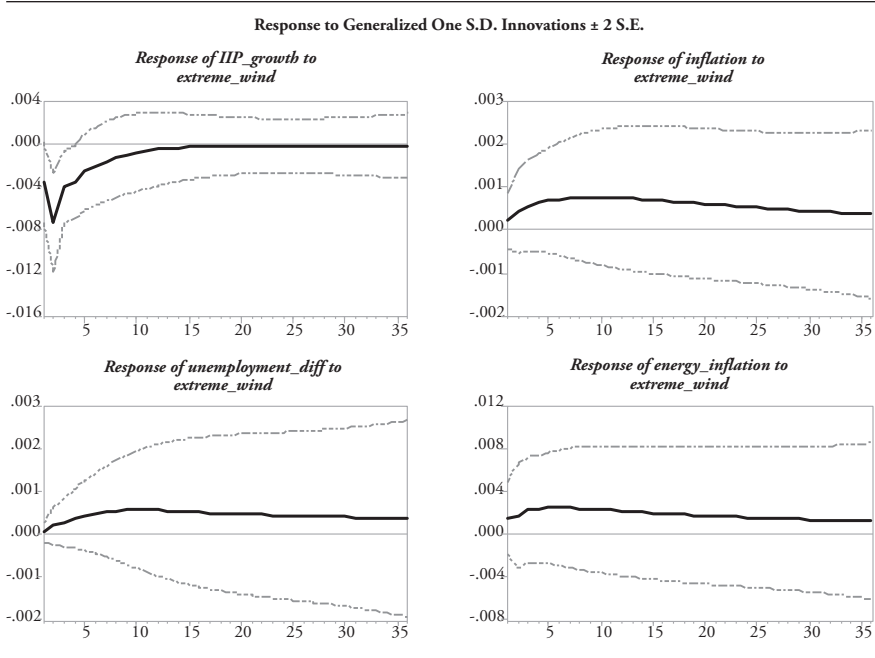 Response to Generalized One S.D. Innovations ± 2 S.E.
Response of IIP_growth to
extreme_wind
.004
.000
-.004
-.008
-.012
-.016
5 10 15 20 25 30 35
Response of inflation to
extreme_wind
.003
.002
.001
.000
-.001
-.002
5 10 15 20 25 30 35
Response of unemployment_diff to
extreme_wind
.003
.002
.001
.000
-.001
-.002
5 10 15 20 25 30 35
Response of energy_inflation to
extreme_wind
.012
.008
.004
.000
-.004
-.008
5 10 15 20 25 30 35